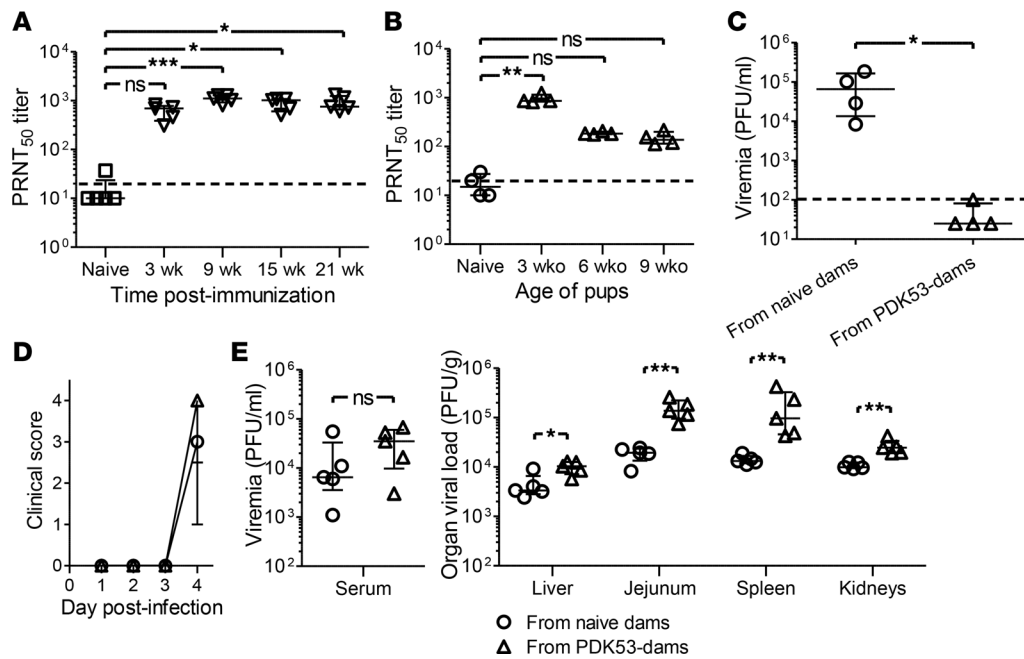 A
PRNT50 titer
10^4
10^3
10^2
10^1
10^0
ns
***
*
*
Naive
3 wk
9 wk
15 wk
21 wk
Time post-immunization
B
PRNT50 titer
10^4
10^3
10^2
10^1
10^0
**
ns
ns
Naive
3 wko
6 wko
9 wko
Age of pups
C
Viremia (PFU/ml)
10^6
10^5
10^4
10^3
10^2
10^1
*
From naive dams
From PDK53-dams
D
Clinical score
4
3
2
1
0
0
1
2
3
4
Day post-infection
E
Viremia (PFU/ml)
10^6
10^5
10^4
10^3
10^2
ns
Serum
Organ viral load (PFU/g)
10^6
10^5
10^4
10^3
10^2
*
**
**
**
Liver
Jejunum
Spleen
Kidneys
From naive dams
From PDK53-dams